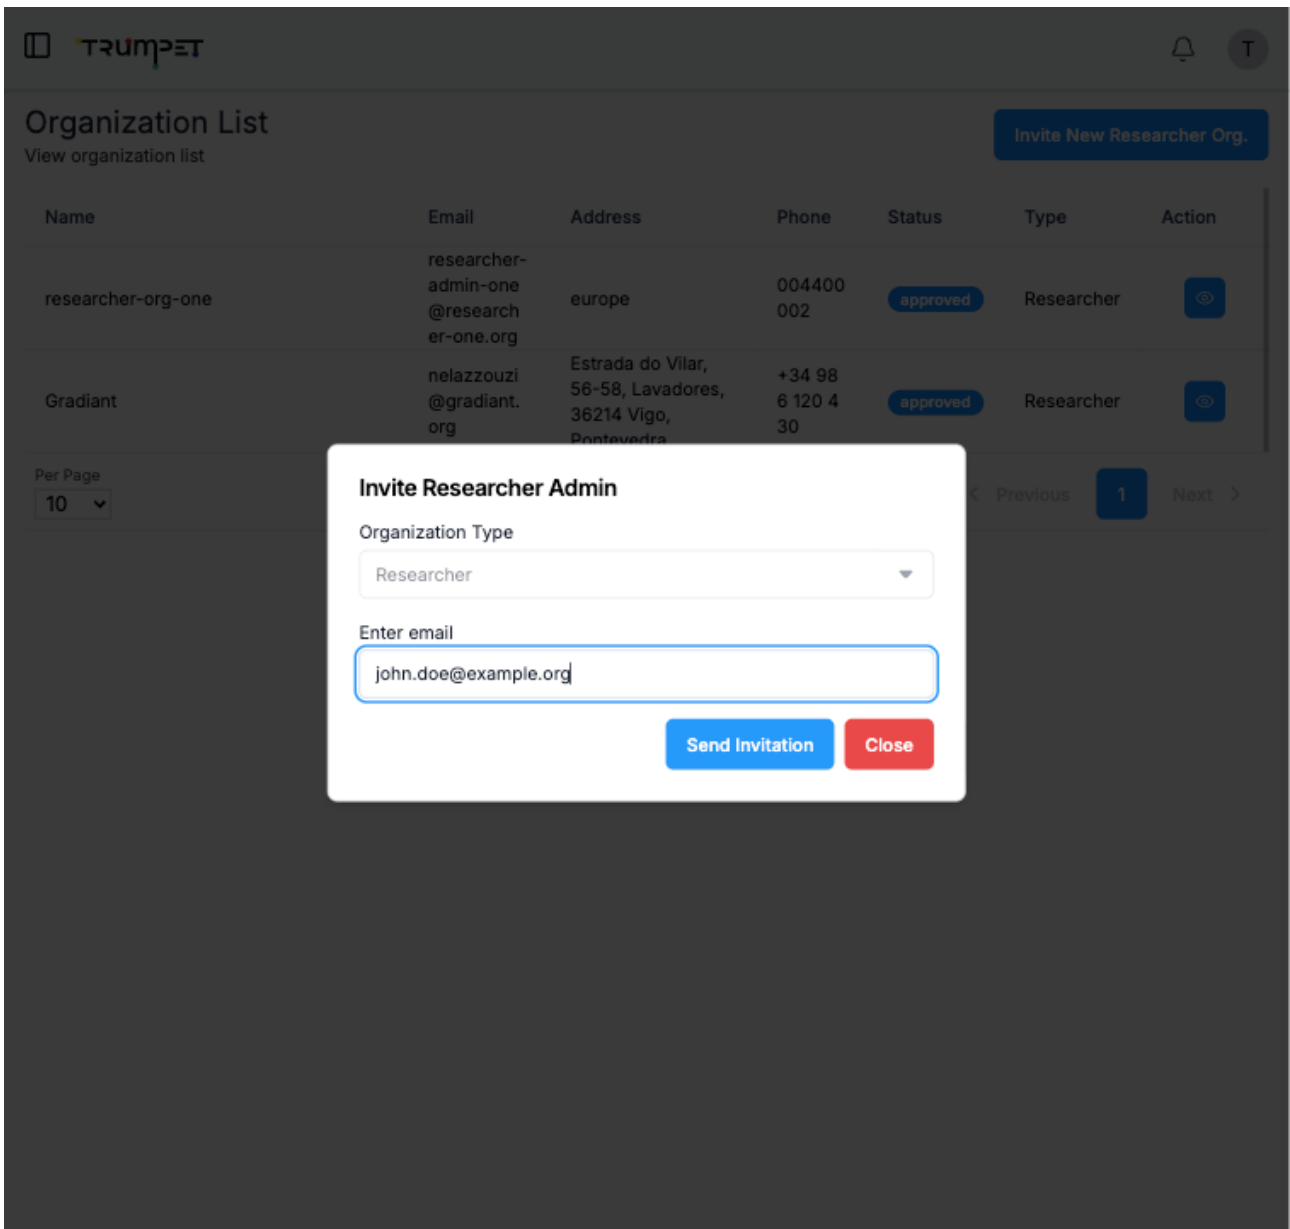 TRUMPET
T
Organization List
View organization list
Invite New Researcher Org.
Name Email Address Phone Status Type Action
researcher-org-one
researcher-
admin-one
@research
er-one.org
europe
004400
002
approved
Researcher
Gradiant
nelazzouzi
@gradiant.
org
Estrada do Vilar,
56-58, Lavadores,
36214 Vigo,
Pontevedra
+34 98
6 120 4
30
approved
Researcher
Per Page
10
Previous 1 Next
Invite Researcher Admin
Organization Type
Researcher
Enter email
john.doe@example.org
Send Invitation Close